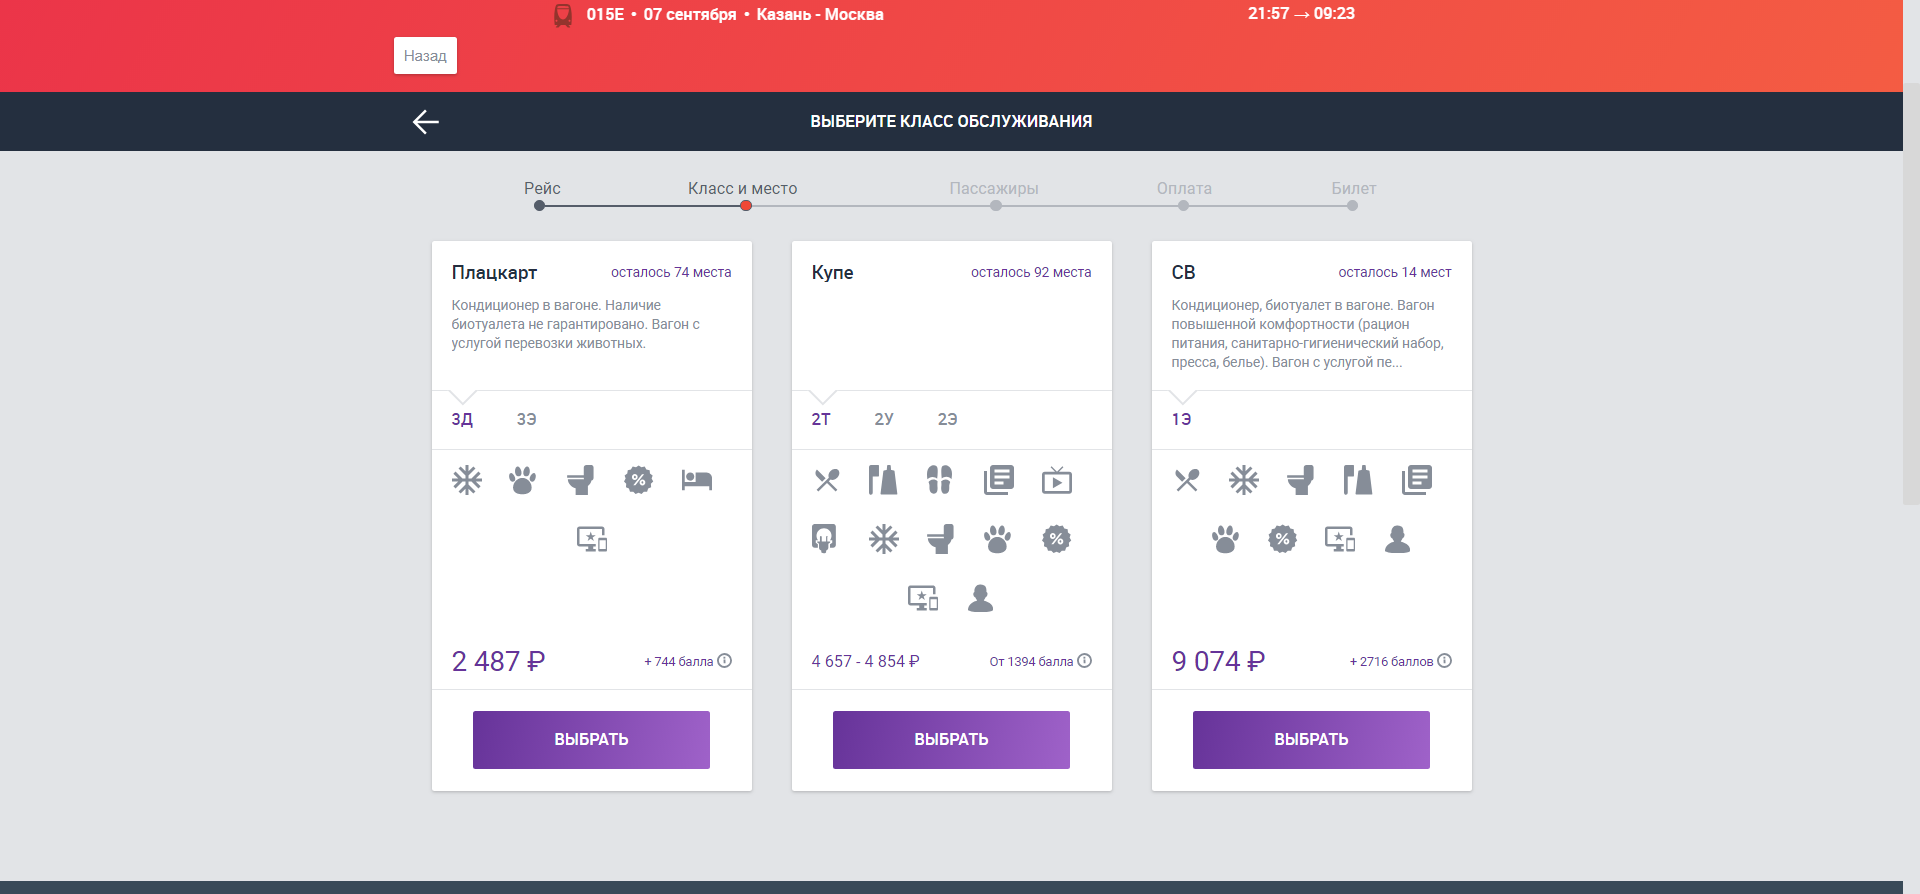 015Е • 07 сентября • Казань - Москва
21:57 → 09:23
Назад
ВЫБЕРИТЕ КЛАСС ОБСЛУЖИВАНИЯ
Рейс
Класс и место
Пассажиры
Оплата
Билет
Плацкарт
осталось 74 места
Кондиционер в вагоне. Наличие
биотуалета не гарантировано. Вагон с
услугой перевозки животных.
3Д
3Э
2 487 ₽
+ 744 балла
ВЫБРАТЬ
Купе
осталось 92 места
2Т
2У
2Э
4 657 - 4 854 ₽
От 1394 балла
ВЫБРАТЬ
СВ
осталось 14 мест
Кондиционер, биотуалет в вагоне. Вагон
повышенной комфортности (рацион
питания, санитарно-гигиенический набор,
пресса, белье). Вагон с услугой пе...
1Э
9 074 ₽
+ 2716 баллов
ВЫБРАТЬ